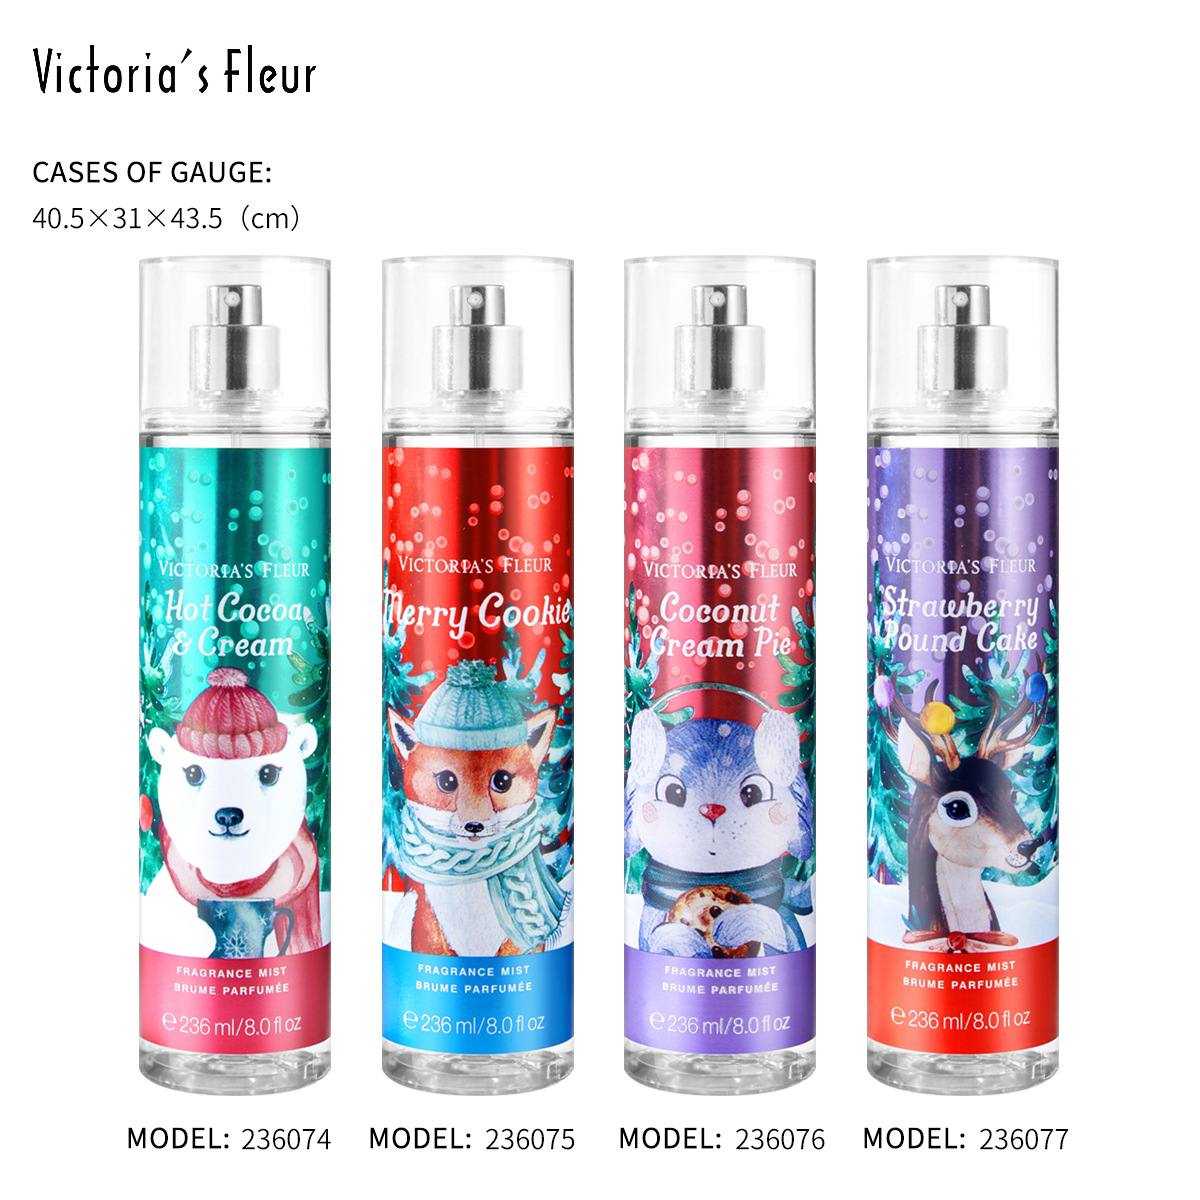 Victoria's Fleur
CASES OF GAUGE:
40.5×31×43.5（cm）
VICTORIA'S FLEUR
Hot Cocoa
& Cream
FRAGRANCE MIST
BRUME PARFUMÉE
℮ 236 ml/8.0 fl oz
VICTORIA'S FLEUR
Merry Cookie
FRAGRANCE MIST
BRUME PARFUMÉE
℮ 236 ml/8.0 fl oz
VICTORIA'S FLEUR
Coconut
Cream Pie
FRAGRANCE MIST
BRUME PARFUMÉE
℮ 236 ml/8.0 fl oz
VICTORIA'S FLEUR
Strawberry
Pound Cake
FRAGRANCE MIST
BRUME PARFUMÉE
℮ 236 ml/8.0 fl oz
MODEL: 236074
MODEL: 236075
MODEL: 236076
MODEL: 236077